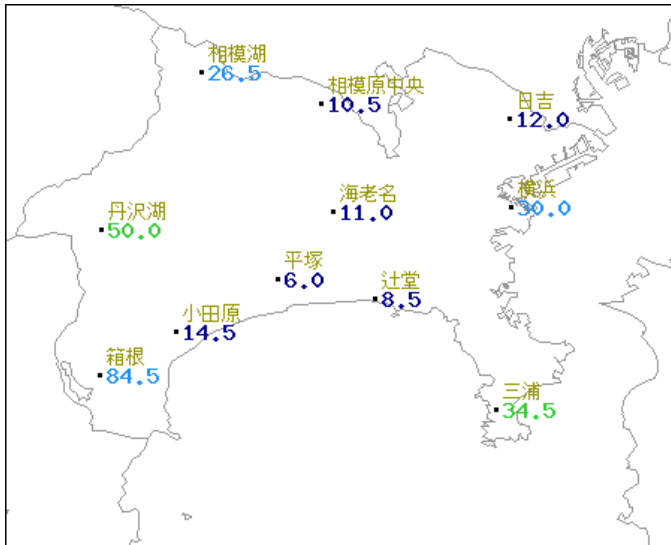 相模湖
26.5
相模原中央
10.5
日吉
12.0
海老名
11.0
横浜
30.0
丹沢湖
50.0
平塚
6.0
辻堂
8.5
小田原
14.5
箱根
84.5
三浦
34.5